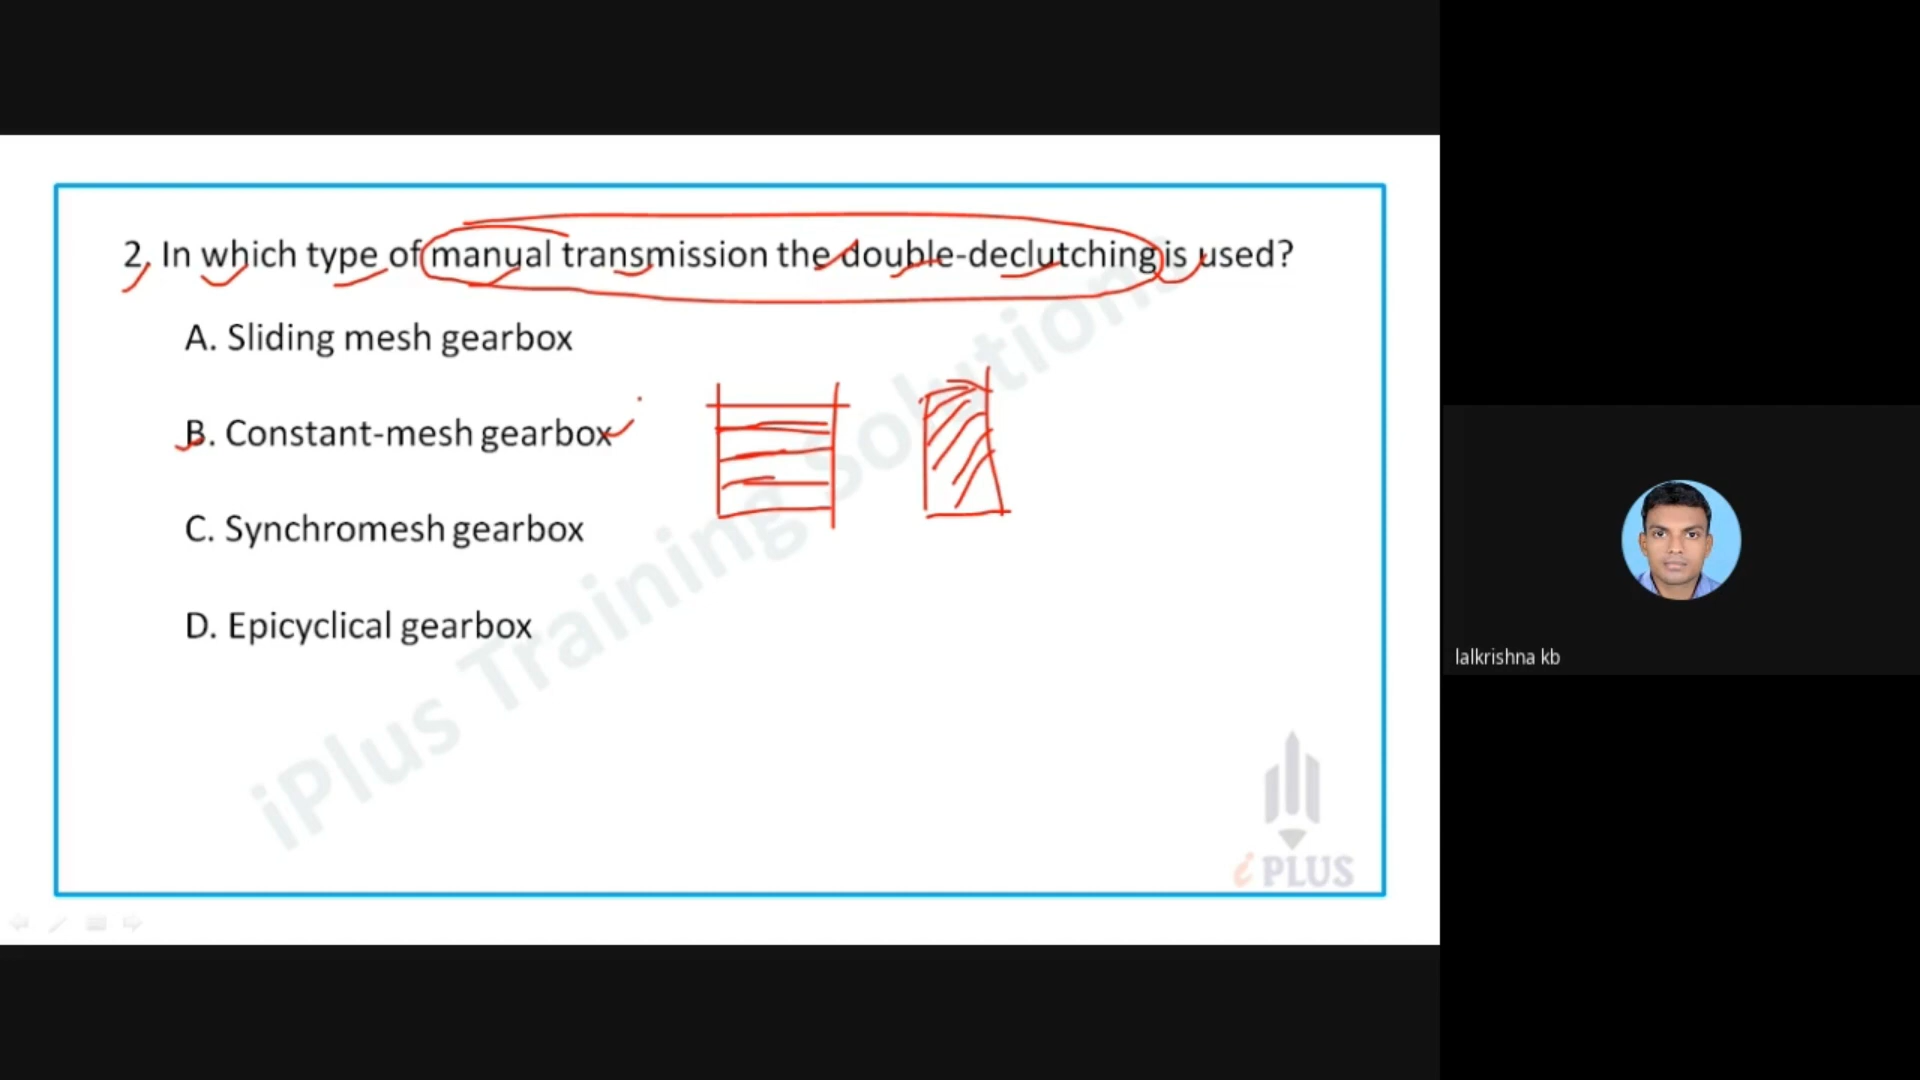 2. In which type of manual transmission the double-declutching is used?
A. Sliding mesh gearbox
B. Constant-mesh gearbox
C. Synchromesh gearbox
D. Epicyclical gearbox
iPlus Training Solutions
i PLUS
lalkrishna kb